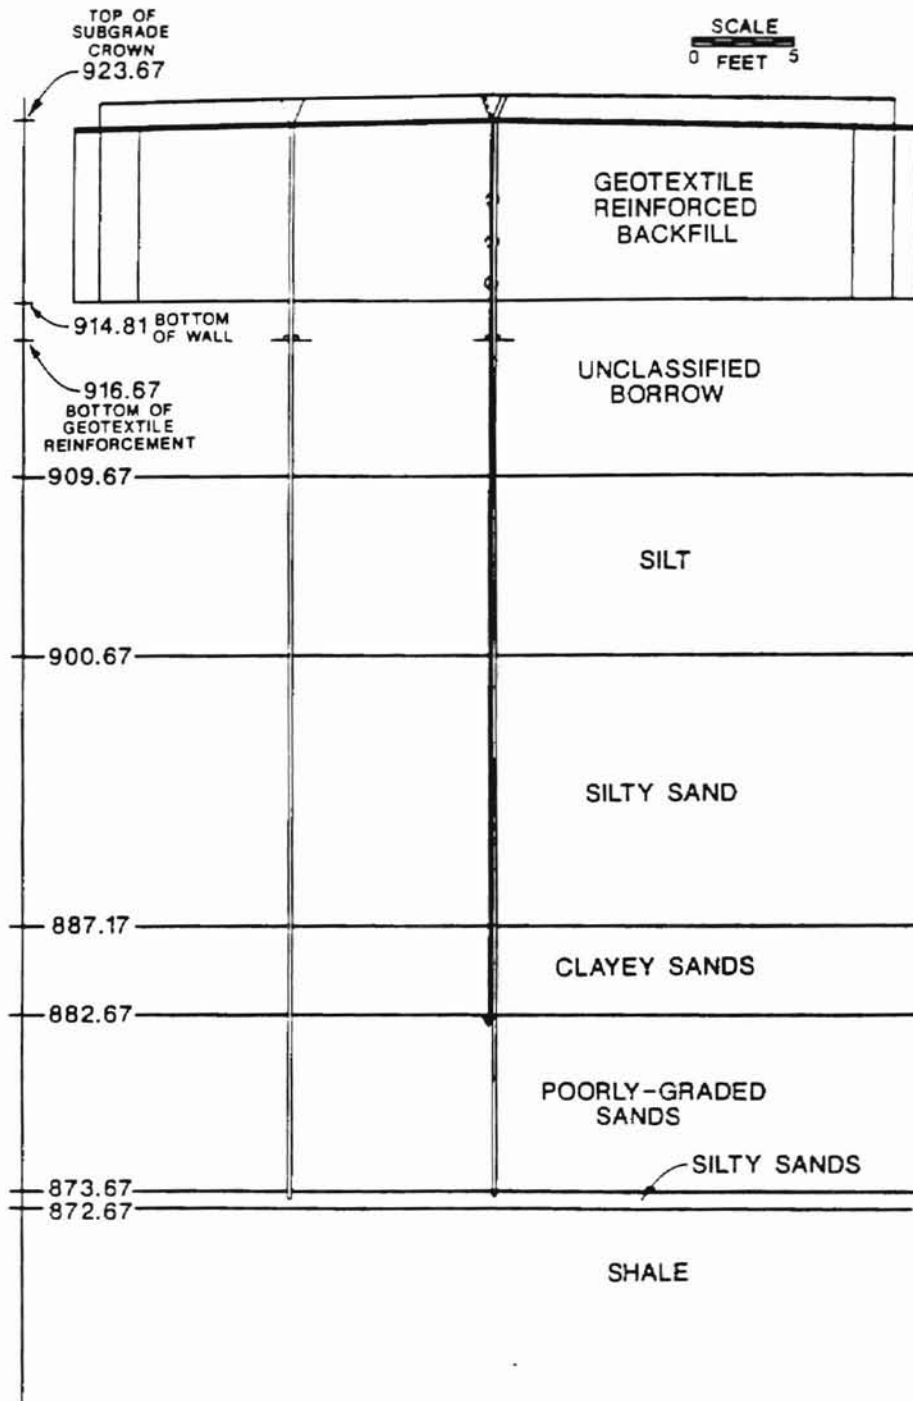 TOP OF
SUBGRADE
CROWN
923.67
SCALE
0 FEET 5
GEOTEXTILE
REINFORCED
BACKFILL
914.81 BOTTOM
OF WALL
916.67
BOTTOM OF
GEOTEXTILE
REINFORCEMENT
UNCLASSIFIED
BORROW
909.67
SILT
900.67
SILTY SAND
887.17
CLAYEY SANDS
882.67
POORLY-GRADED
SANDS
SILTY SANDS
873.67
872.67
SHALE